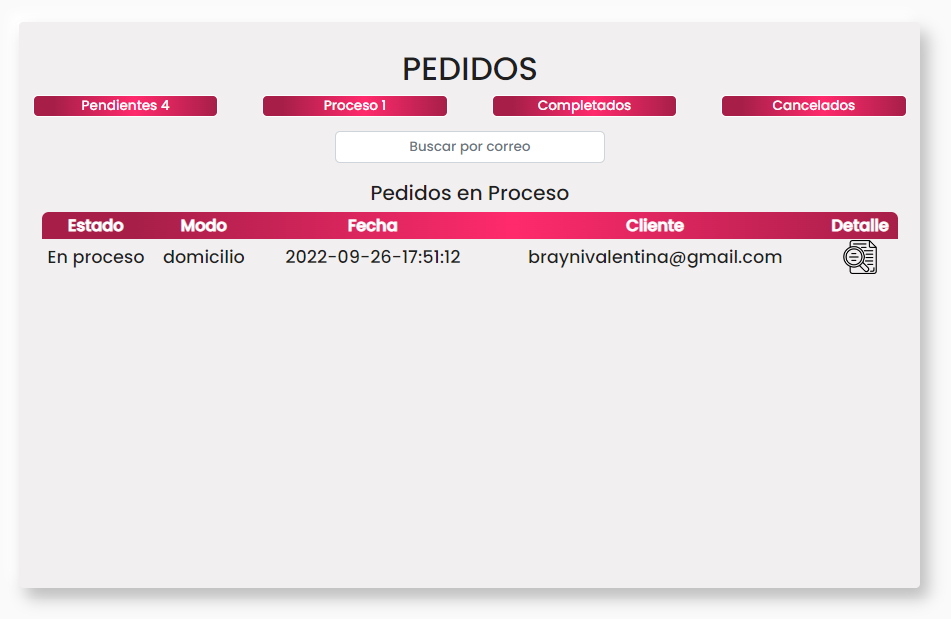 PEDIDOS
Pendientes 4 Proceso 1 Completados Cancelados
Buscar por correo
Pedidos en Proceso
Estado Modo Fecha Cliente Detalle
En proceso domicilio 2022-09-26-17:51:12 braynivalentina@gmail.com